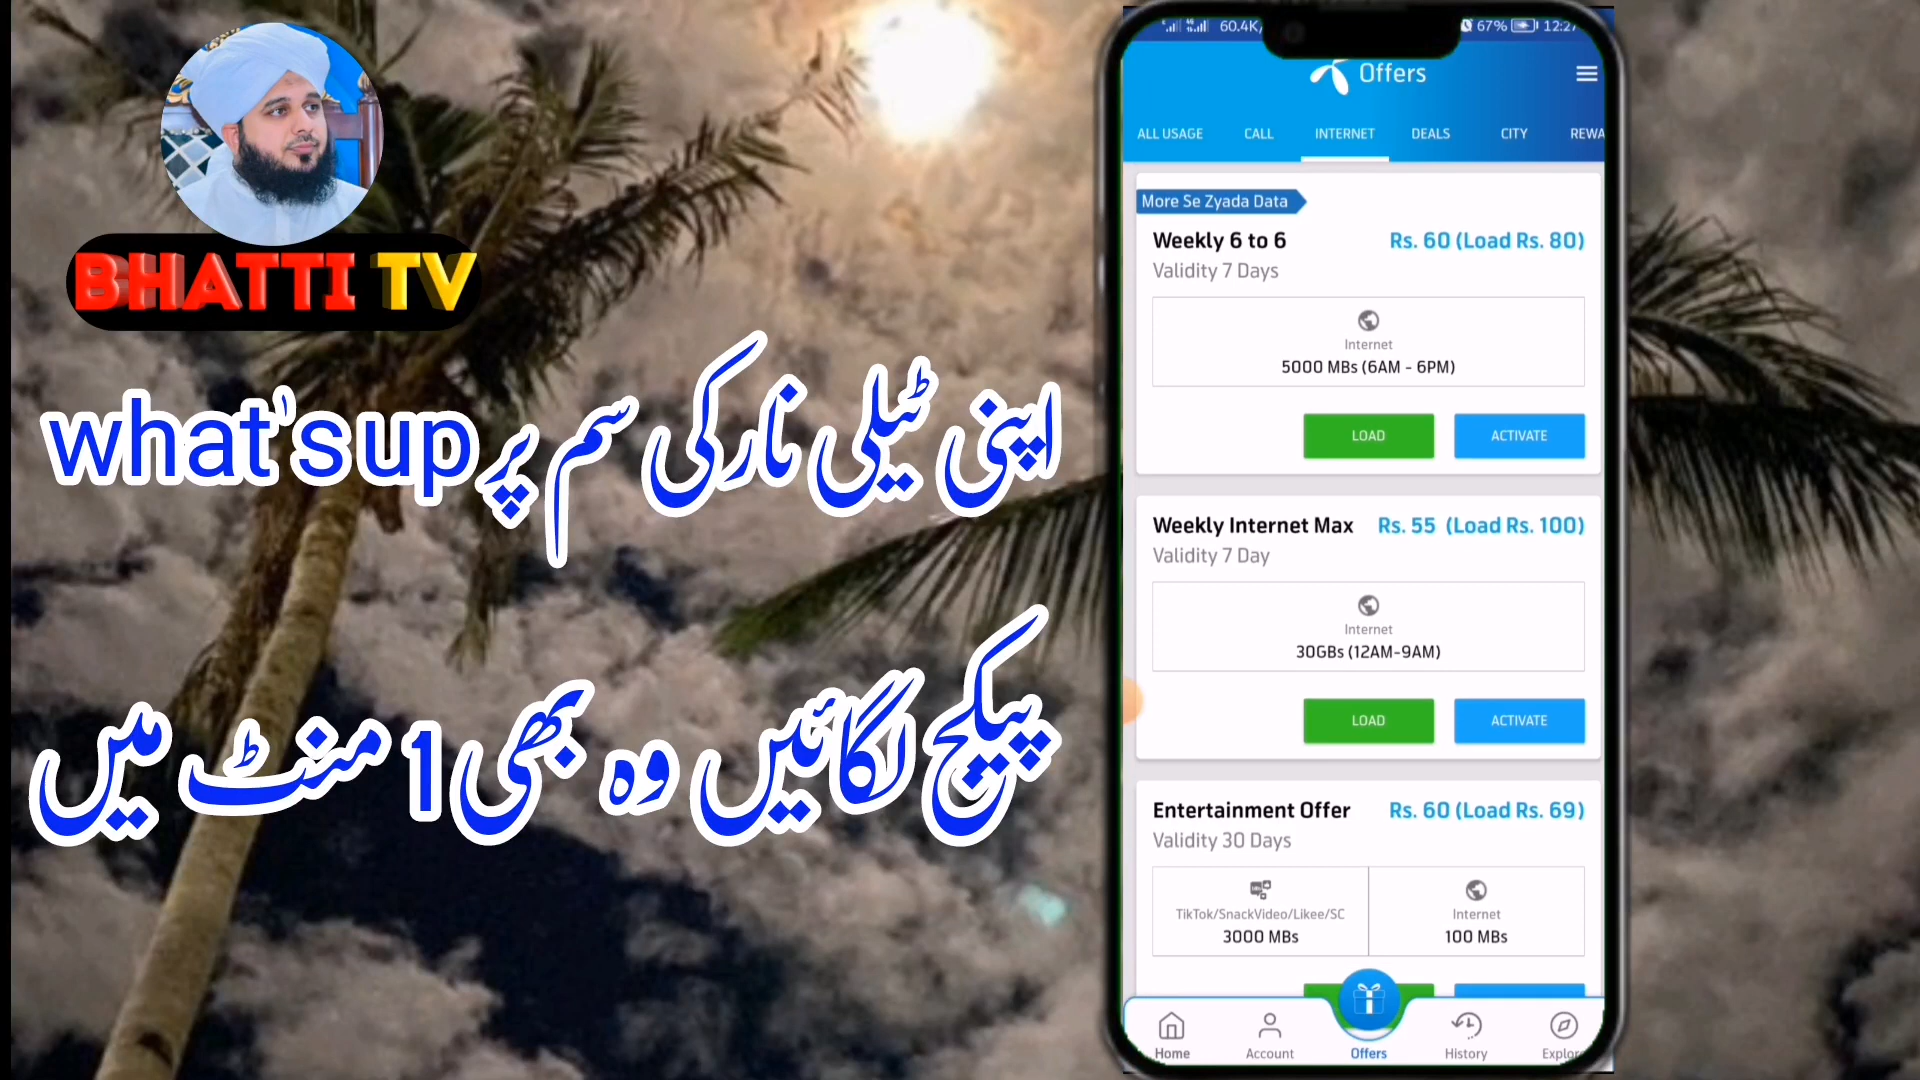 BHATTI TV
اپنی ٹیلی نار کی سم پر what's up
پیکج لگائیں وہ بھی 1 منٹ میں
60.4K/
67%
12:27
Offers
ALL USAGE
CALL
INTERNET
DEALS
CITY
REWA
More Se Zyada Data
Weekly 6 to 6 Rs. 60 (Load Rs. 80)
Validity 7 Days
Internet
5000 MBs (6AM - 6PM)
LOAD ACTIVATE
Weekly Internet Max Rs. 55 (Load Rs. 100)
Validity 7 Day
Internet
30GBs (12AM-9AM)
LOAD ACTIVATE
Entertainment Offer Rs. 60 (Load Rs. 69)
Validity 30 Days
TikTok/SnackVideo/Likee/SC Internet
3000 MBs 100 MBs
Home Account Offers History Explor